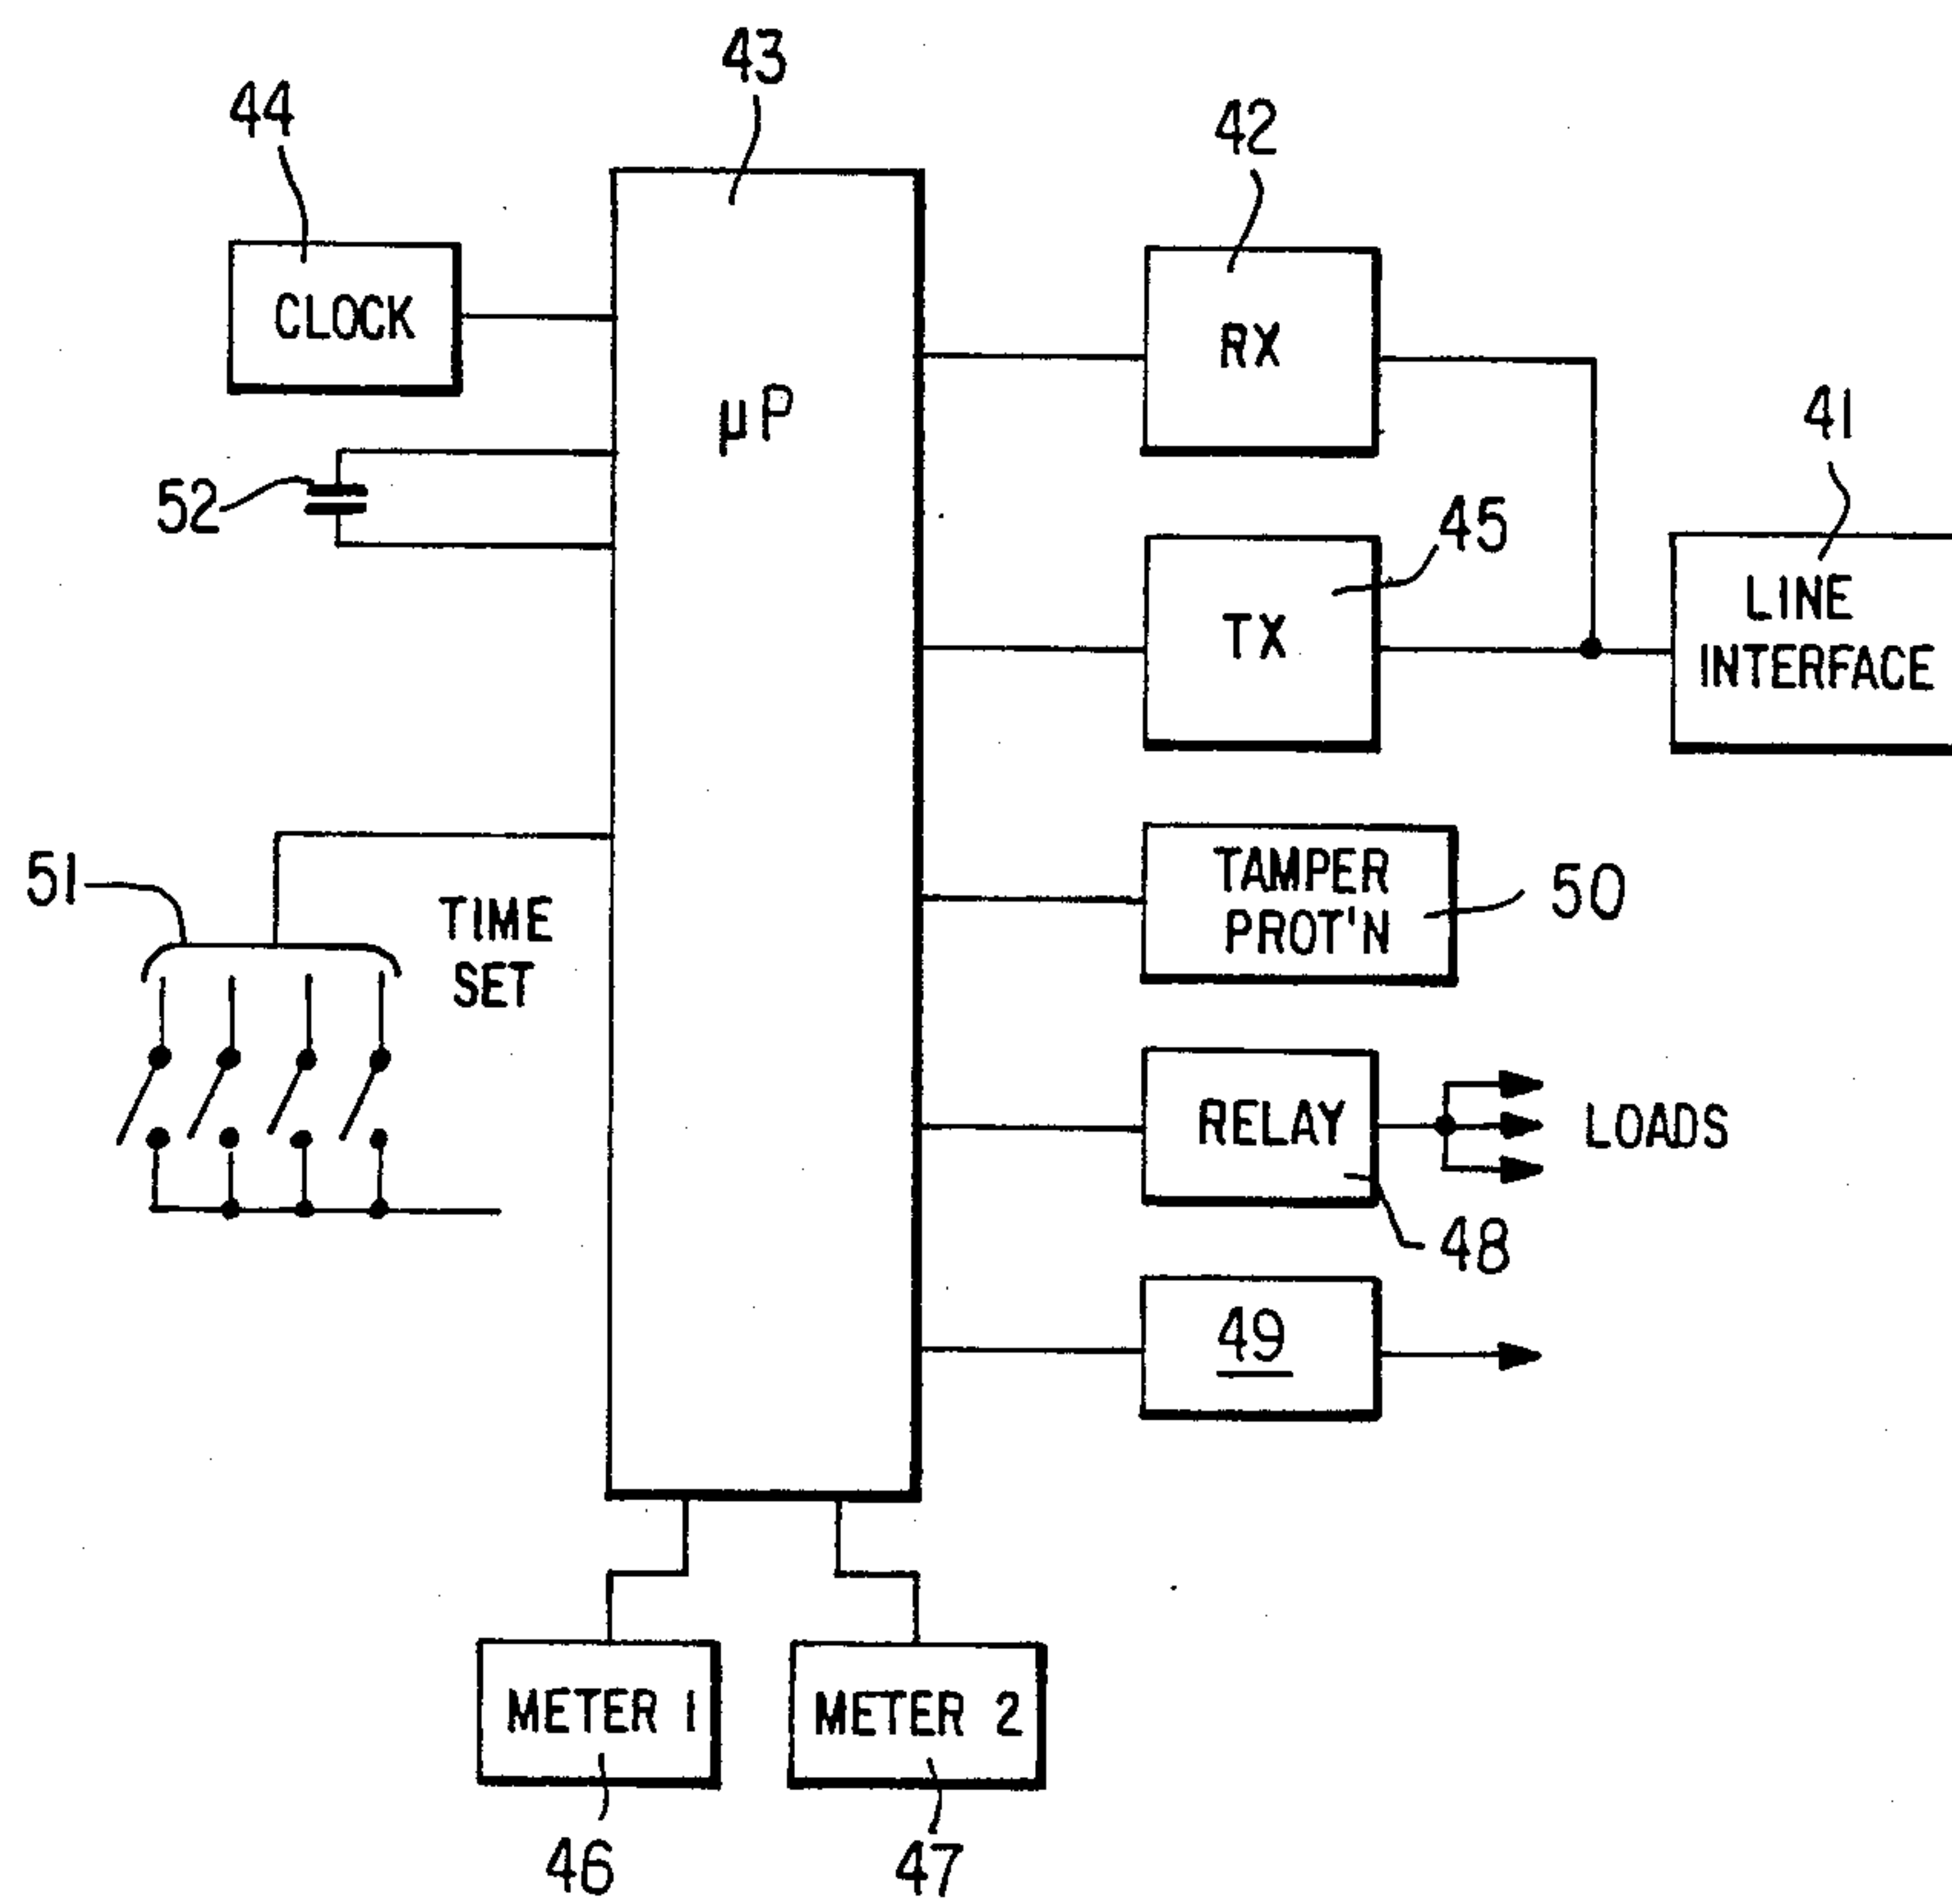 43
44
42
CLOCK
RX
41
µP
52
45
LINE
INTERFACE
TX
51
TIME
SET
TAMPER
PROT'N
50
RELAY
LOADS
48
49
METER 1
METER 2
46
47